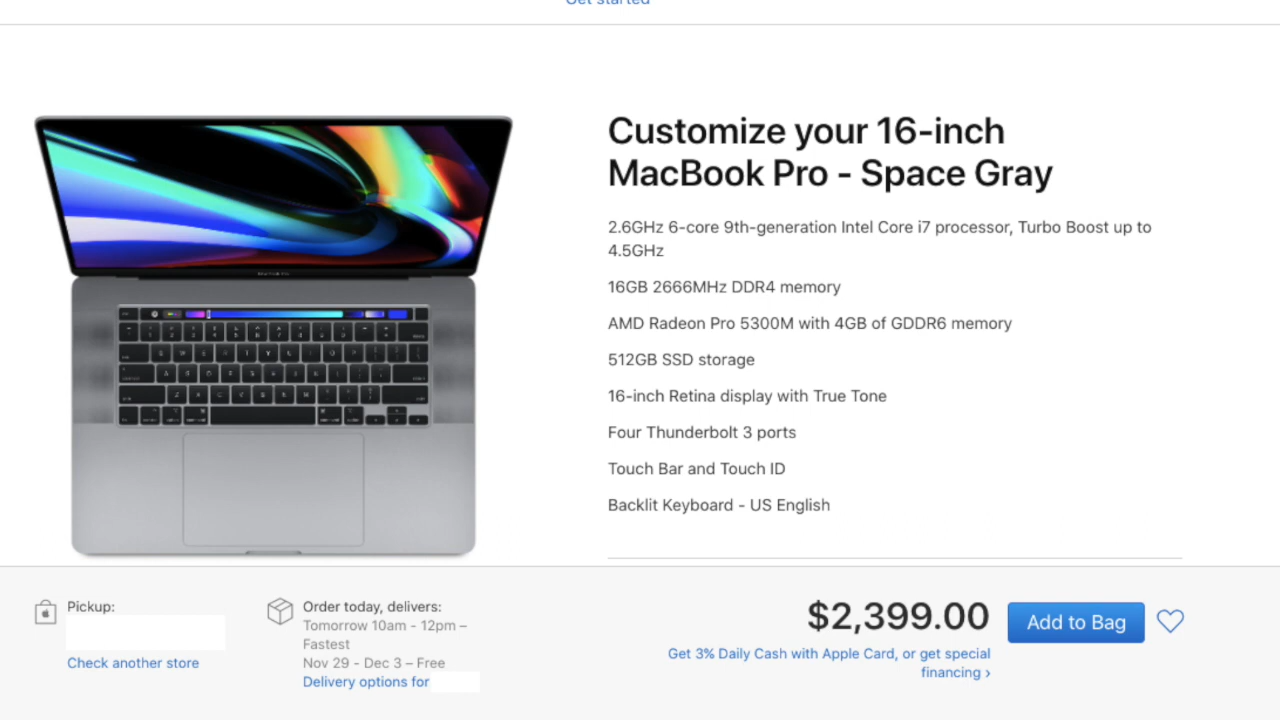 Get started
Customize your 16-inch
MacBook Pro - Space Gray
2.6GHz 6-core 9th-generation Intel Core i7 processor, Turbo Boost up to
4.5GHz
16GB 2666MHz DDR4 memory
AMD Radeon Pro 5300M with 4GB of GDDR6 memory
512GB SSD storage
16-inch Retina display with True Tone
Four Thunderbolt 3 ports
Touch Bar and Touch ID
Backlit Keyboard - US English
Pickup:
Check another store
Order today, delivers:
Tomorrow 10am - 12pm –
Fastest
Nov 29 - Dec 3 – Free
Delivery options for
$2,399.00
Add to Bag
Get 3% Daily Cash with Apple Card, or get special
financing ›